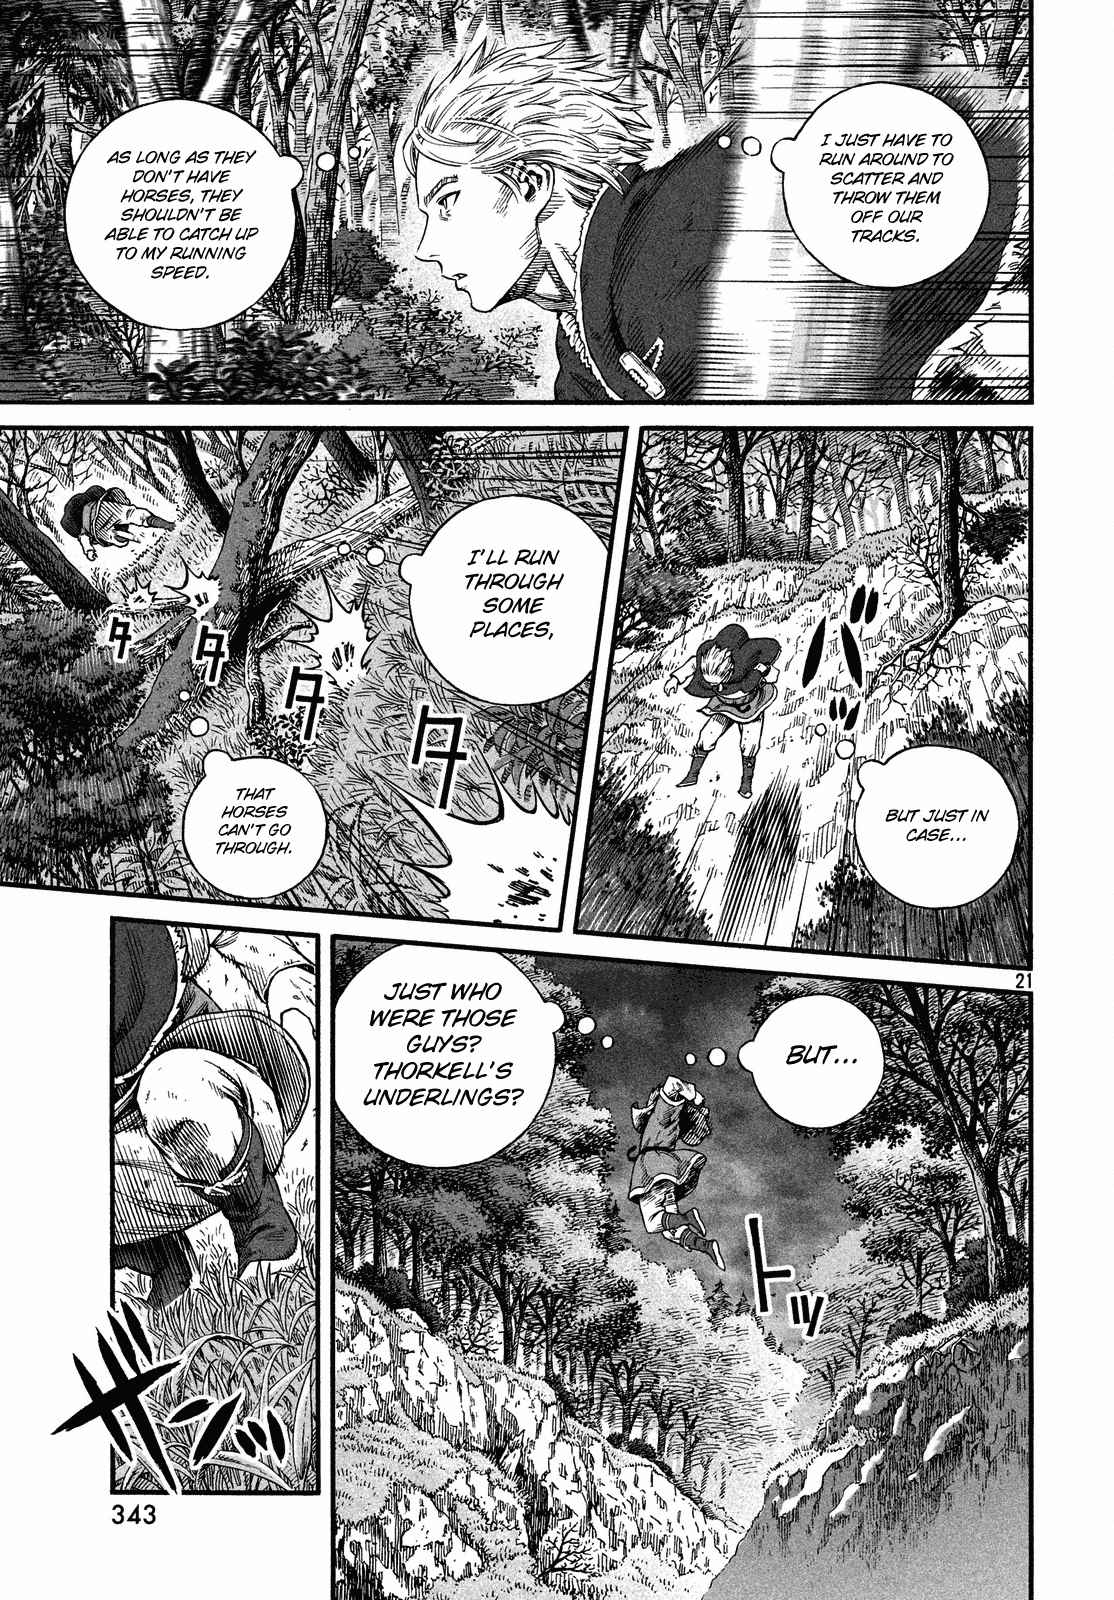 I JUST HAVE TO
RUN AROUND TO
SCATTER AND
THROW THEM
OFF OUR
TRACKS.
AS LONG AS THEY
DON'T HAVE
HORSES, THEY
SHOULDN'T BE
ABLE TO CATCH UP
TO MY RUNNING
SPEED.
バッ
BUT JUST IN
CASE...
I'LL RUN
THROUGH
SOME
PLACES,
タ
タ
タ
タ
THAT
HORSES
CAN'T GO
THROUGH.
21
BUT...
JUST WHO
WERE THOSE
GUYS?
THORKELL'S
UNDERLINGS?
トッ
ザンッ
343